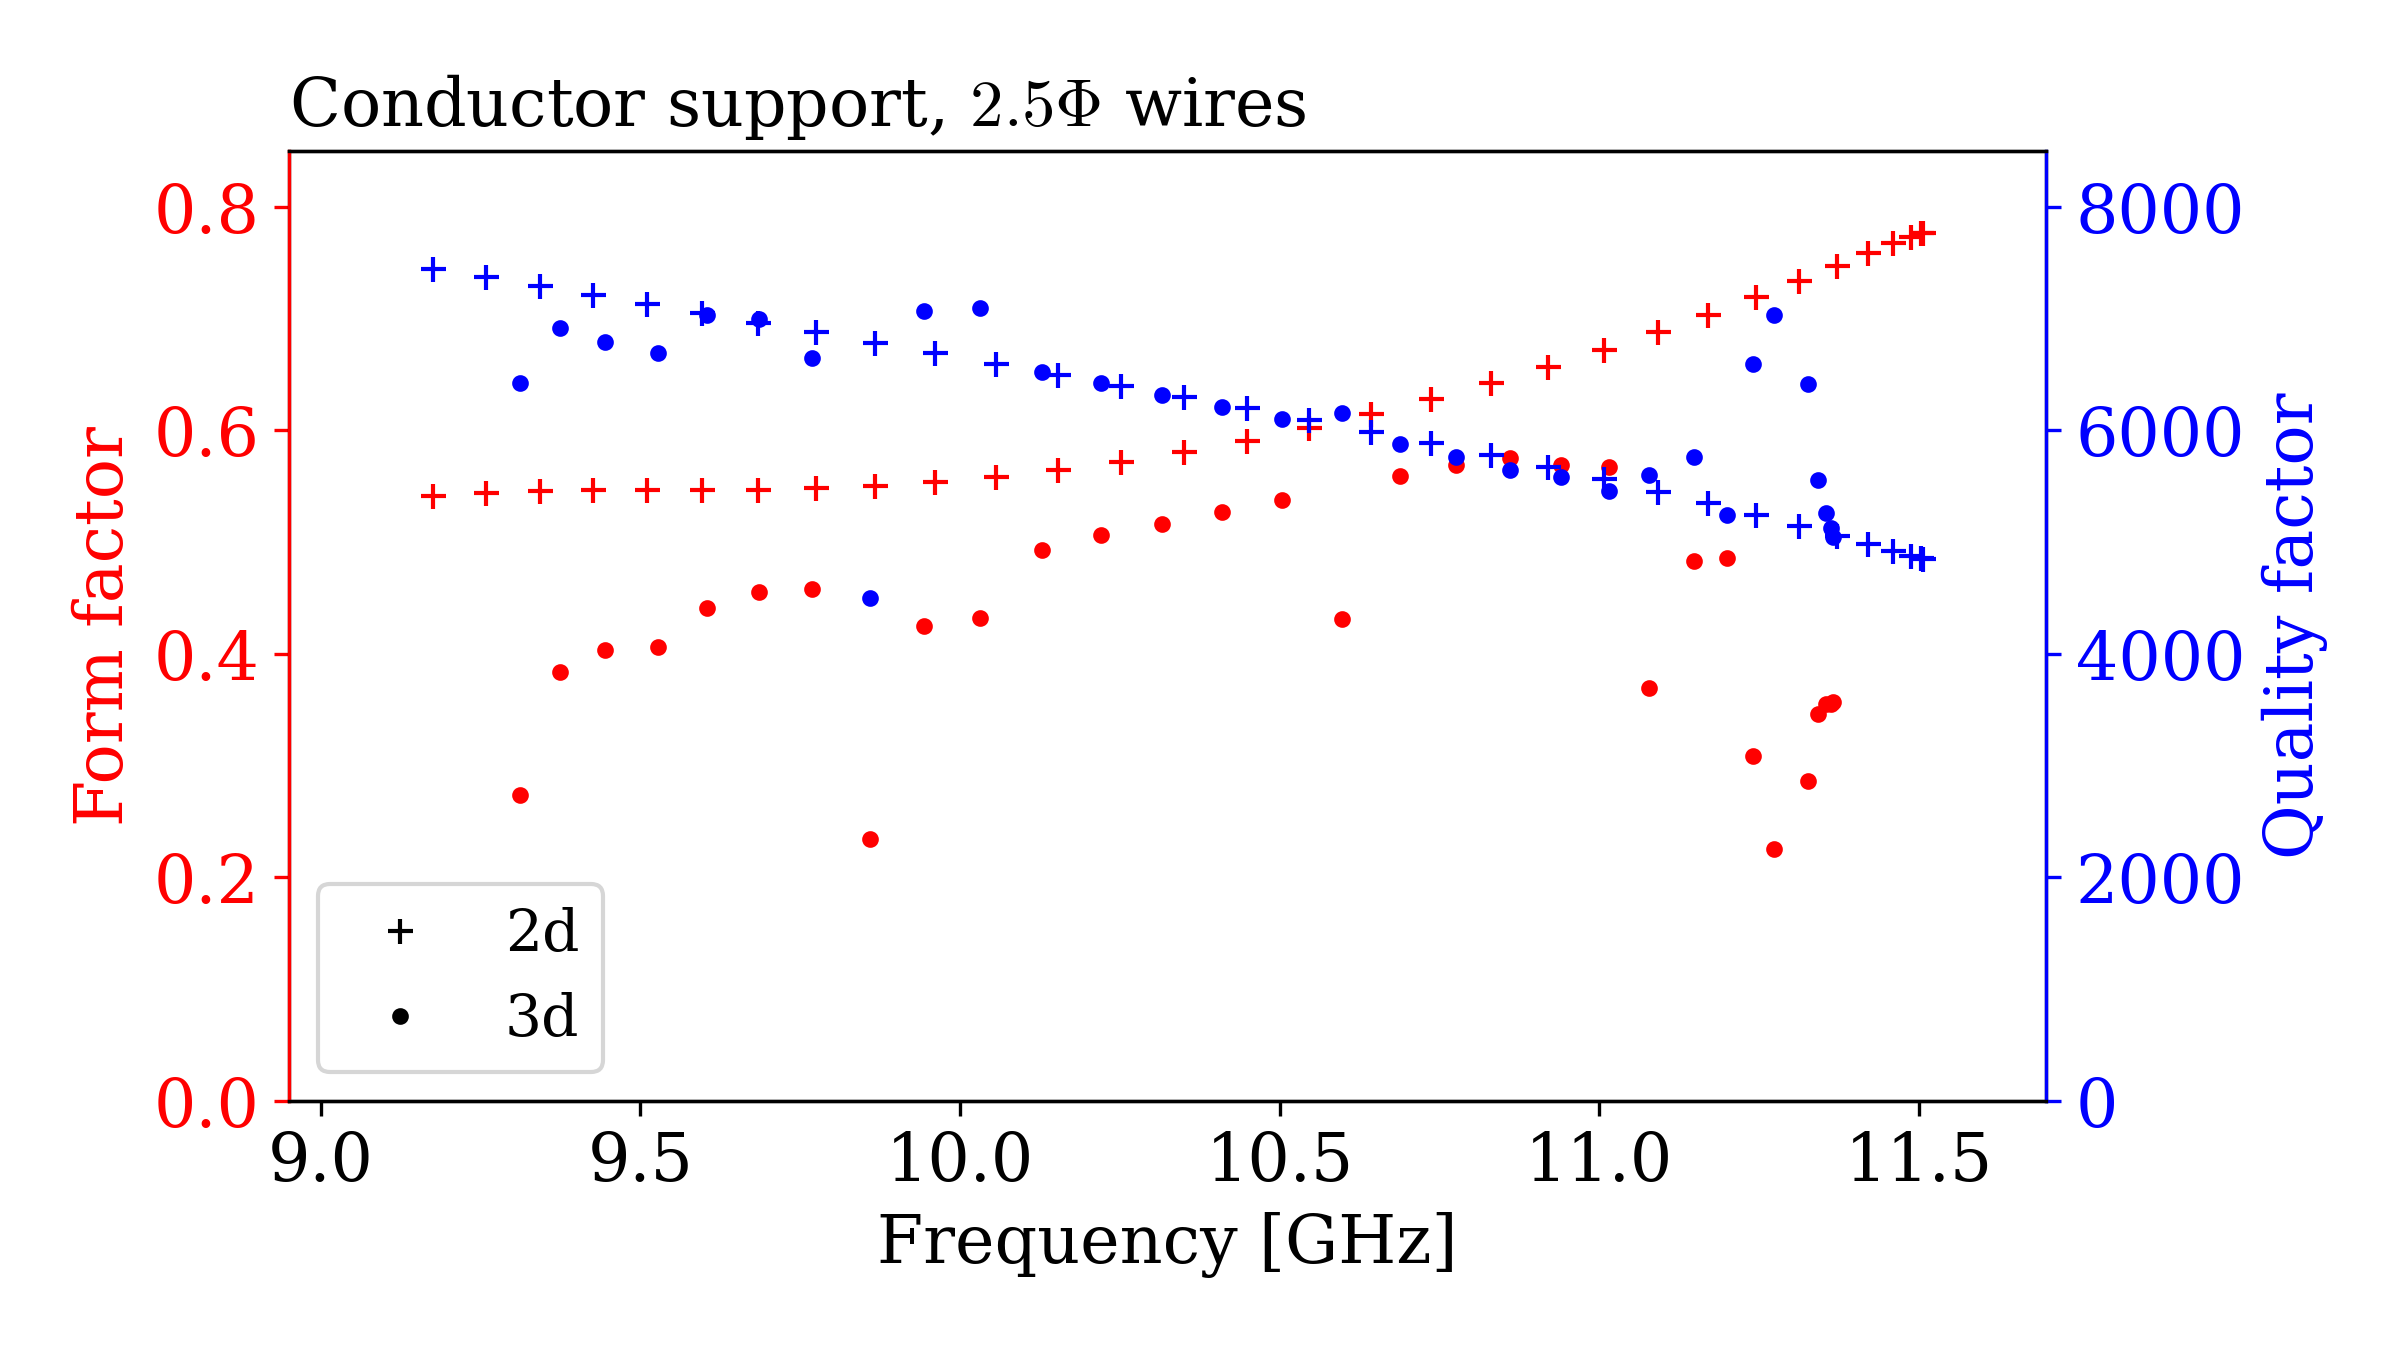 Conductor support, 2.5Φ wires
0.8
0.6
0.4
0.2
0.0
Form factor
8000
6000
4000
2000
0
Quality factor
2d
3d
9.0 9.5 10.0 10.5 11.0 11.5
Frequency [GHz]